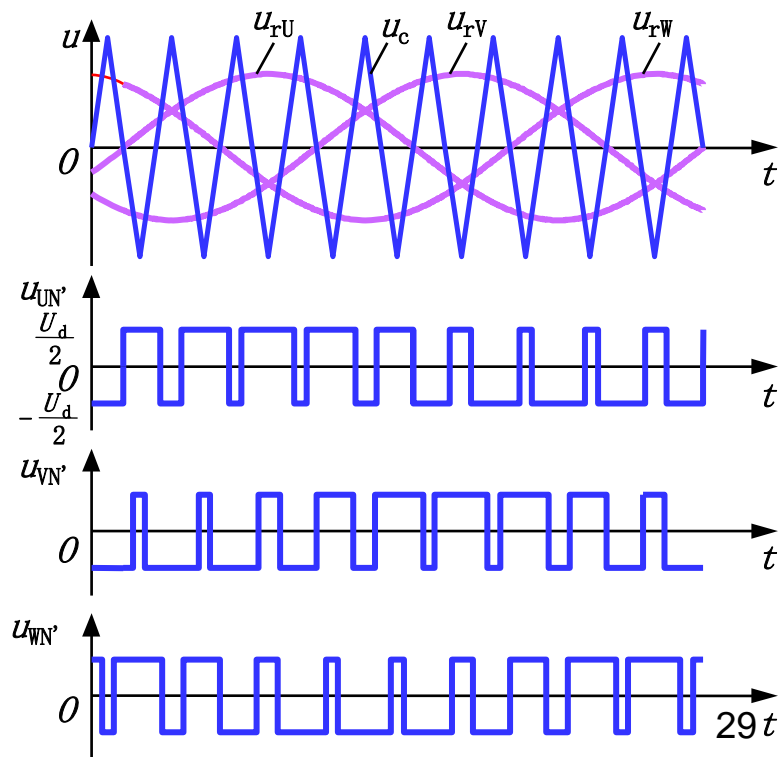 u u_rU u_c u_rV u_rW
0 t
u_UN'
U_d/2
0 t
-U_d/2
u_VN'
0 t
u_WN'
0 29 t